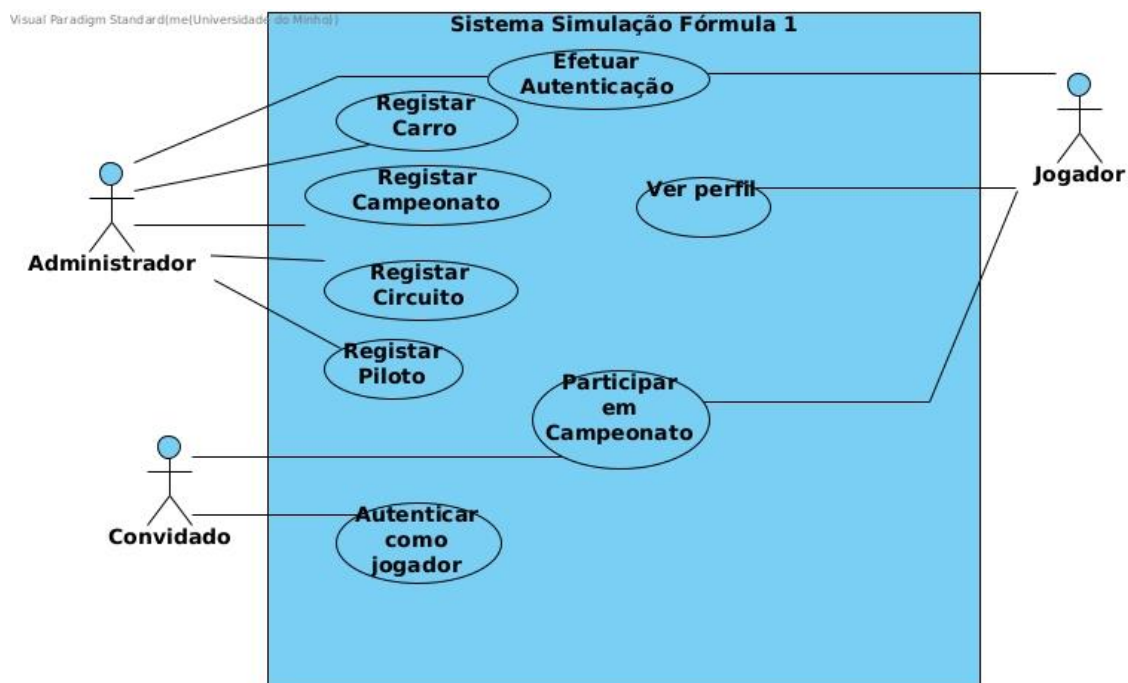 Visual Paradigm Standard(me(Universidade do Minho))
Sistema Simulação Fórmula 1
Efetuar
Autenticação
Registar
Carro
Jogador
Registar
Campeonato
Ver perfil
Administrador
Registar
Circuito
Registar
Piloto
Participar
em
Campeonato
Convidado
Autenticar
como
jogador